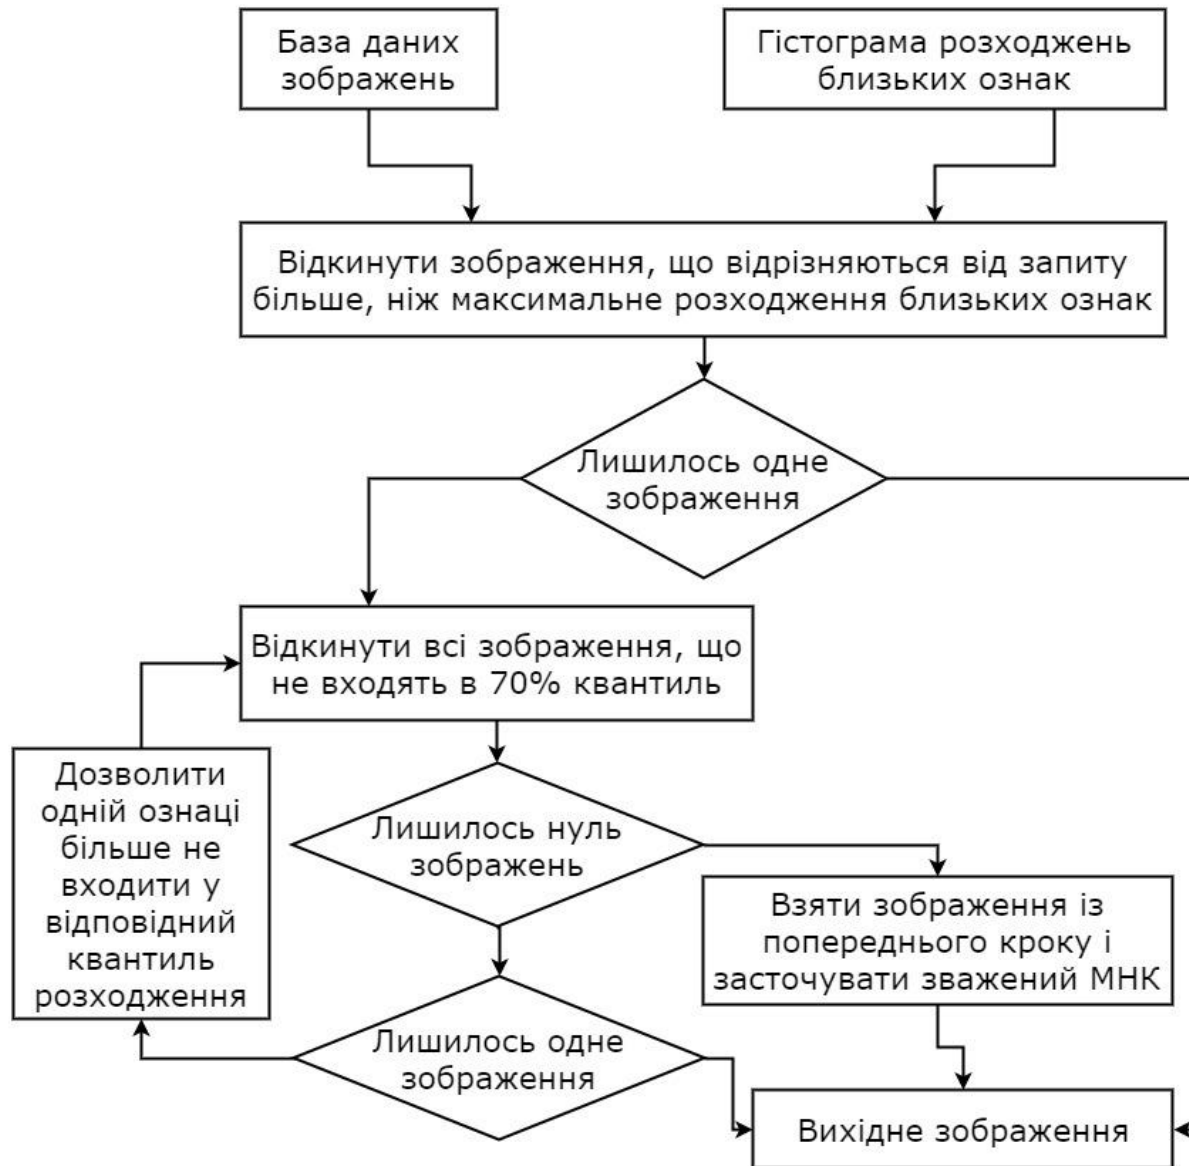 База даних
зображень
Гістограма розходжень
близьких ознак
Відкинути зображення, що відрізняються від запиту
більше, ніж максимальне розходження близьких ознак
Лишилось одне
зображення
Відкинути всі зображення, що
не входять в 70% квантиль
Дозволити
одній ознаці
більше не
входити у
відповідний
квантиль
розходження
Лишилось нуль
зображень
Взяти зображення із
попереднього кроку і
засточувати зважений МНК
Лишилось одне
зображення
Вихідне зображення